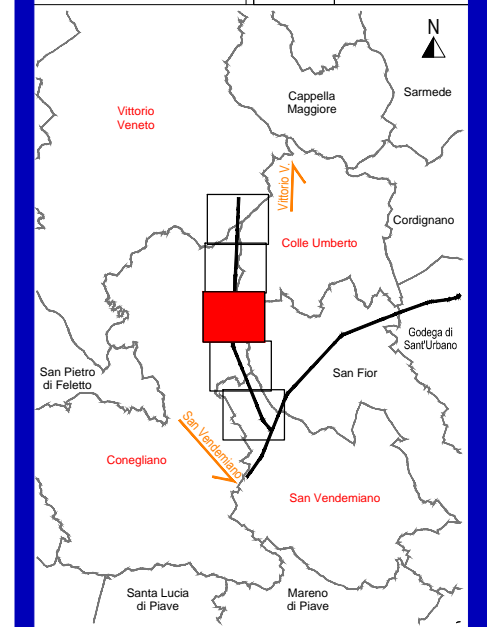 N
Sarmede
Cappella
Maggiore
Vittorio
Veneto
Vittorio V.
Cordignano
Colle Umberto
Godega di
Sant'Urbano
San Pietro
di Feletto
San Fior
San Vendemiano
Conegliano
San Vendemiano
Santa Lucia
di Piave
Mareno
di Piave